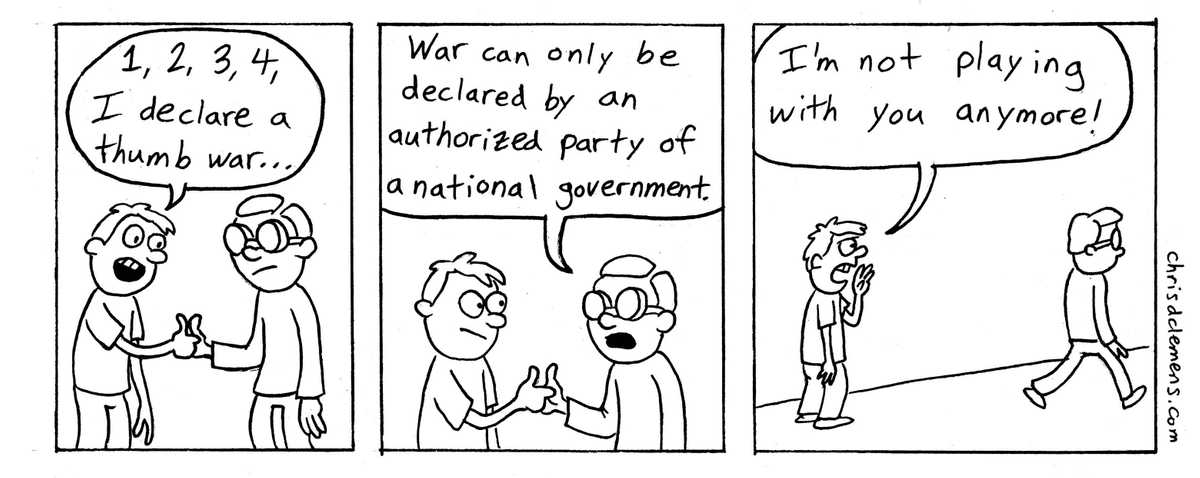 1, 2, 3, 4,
I declare a
thumb war...
War can only be
declared by an
authorized party of
a national government.
I'm not playing
with you anymore!
chrisdclemens.com